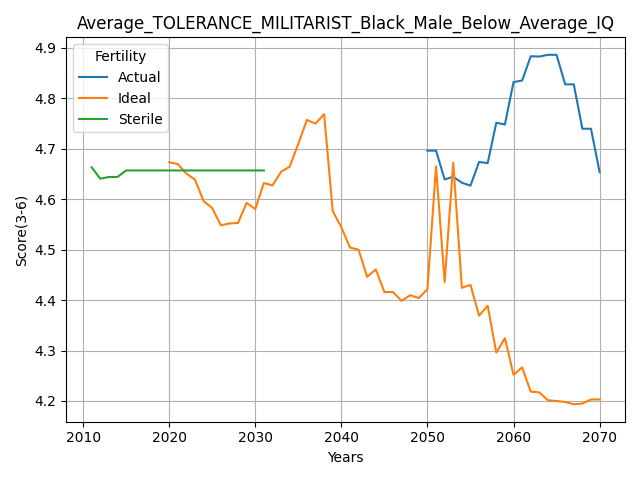 Average_TOLERANCE_MILITARIST_Black_Male_Below_Average_IQ
Fertility
Actual
Ideal
Sterile
Score(3-6)
4.9
4.8
4.7
4.6
4.5
4.4
4.3
4.2
2010 2020 2030 2040 2050 2060 2070
Years